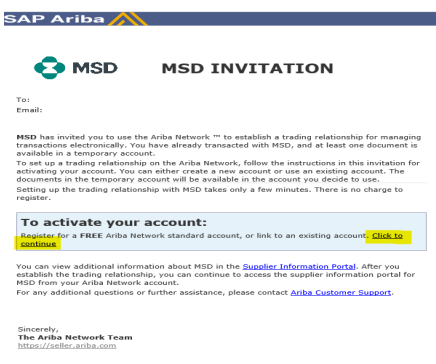 SAP Ariba
MSD MSD INVITATION
To:
Email:
MSD has invited you to use the Ariba Network ™ to establish a trading relationship for managing
transactions electronically. You have already transacted with MSD, and at least one document is
available in a temporary account.
To set up a trading relationship on the Ariba Network, follow the instructions in this invitation for
activating your account. You can either create a new account or use an existing account. The
documents in the temporary account will be available in the account you decide to use.
Setting up the trading relationship with MSD takes only a few minutes. There is no charge to
register.
To activate your account:
Register for a FREE Ariba Network standard account, or link to an existing account. Click to
continue
You can view additional information about MSD in the Supplier Information Portal. After you
establish the trading relationship, you can continue to access the supplier information portal for
MSD from your Ariba Network account.
For any additional questions or further assistance, please contact Ariba Customer Support.
Sincerely,
The Ariba Network Team
https://seller.ariba.com